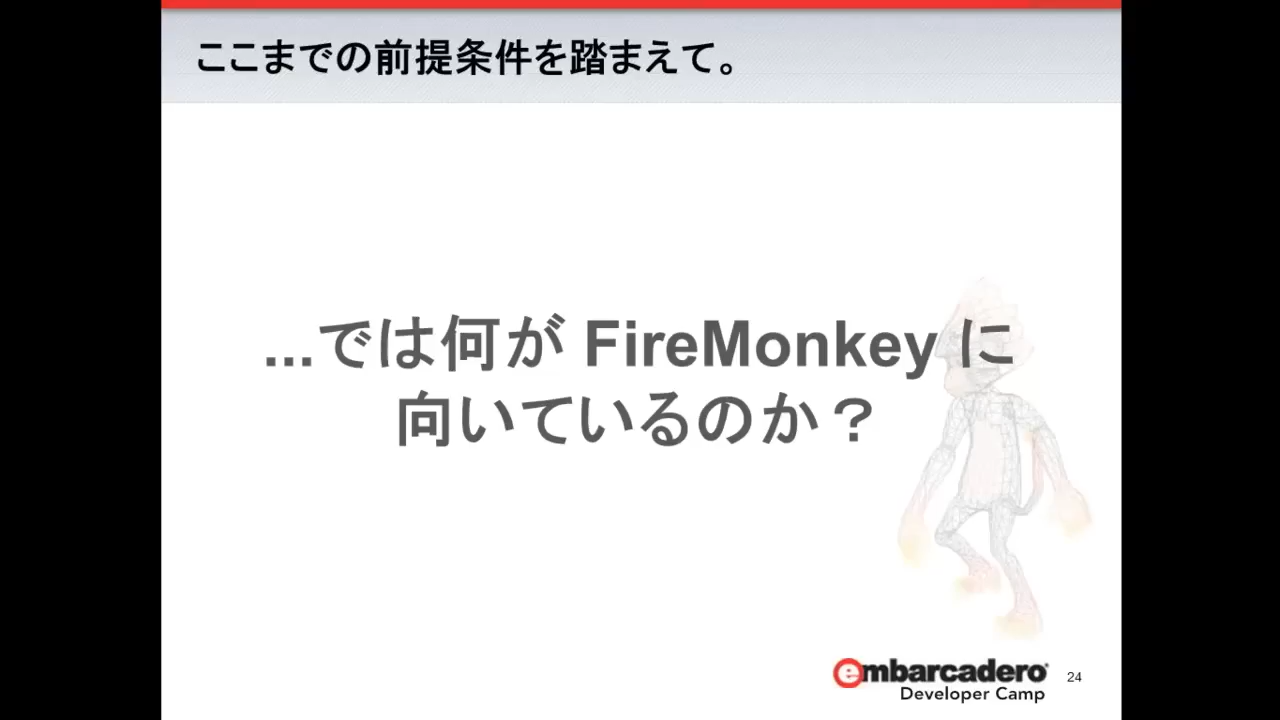 ここまでの前提条件を踏まえて。
...では何が FireMonkey に
向いているのか？
embarcadero
Developer Camp
24